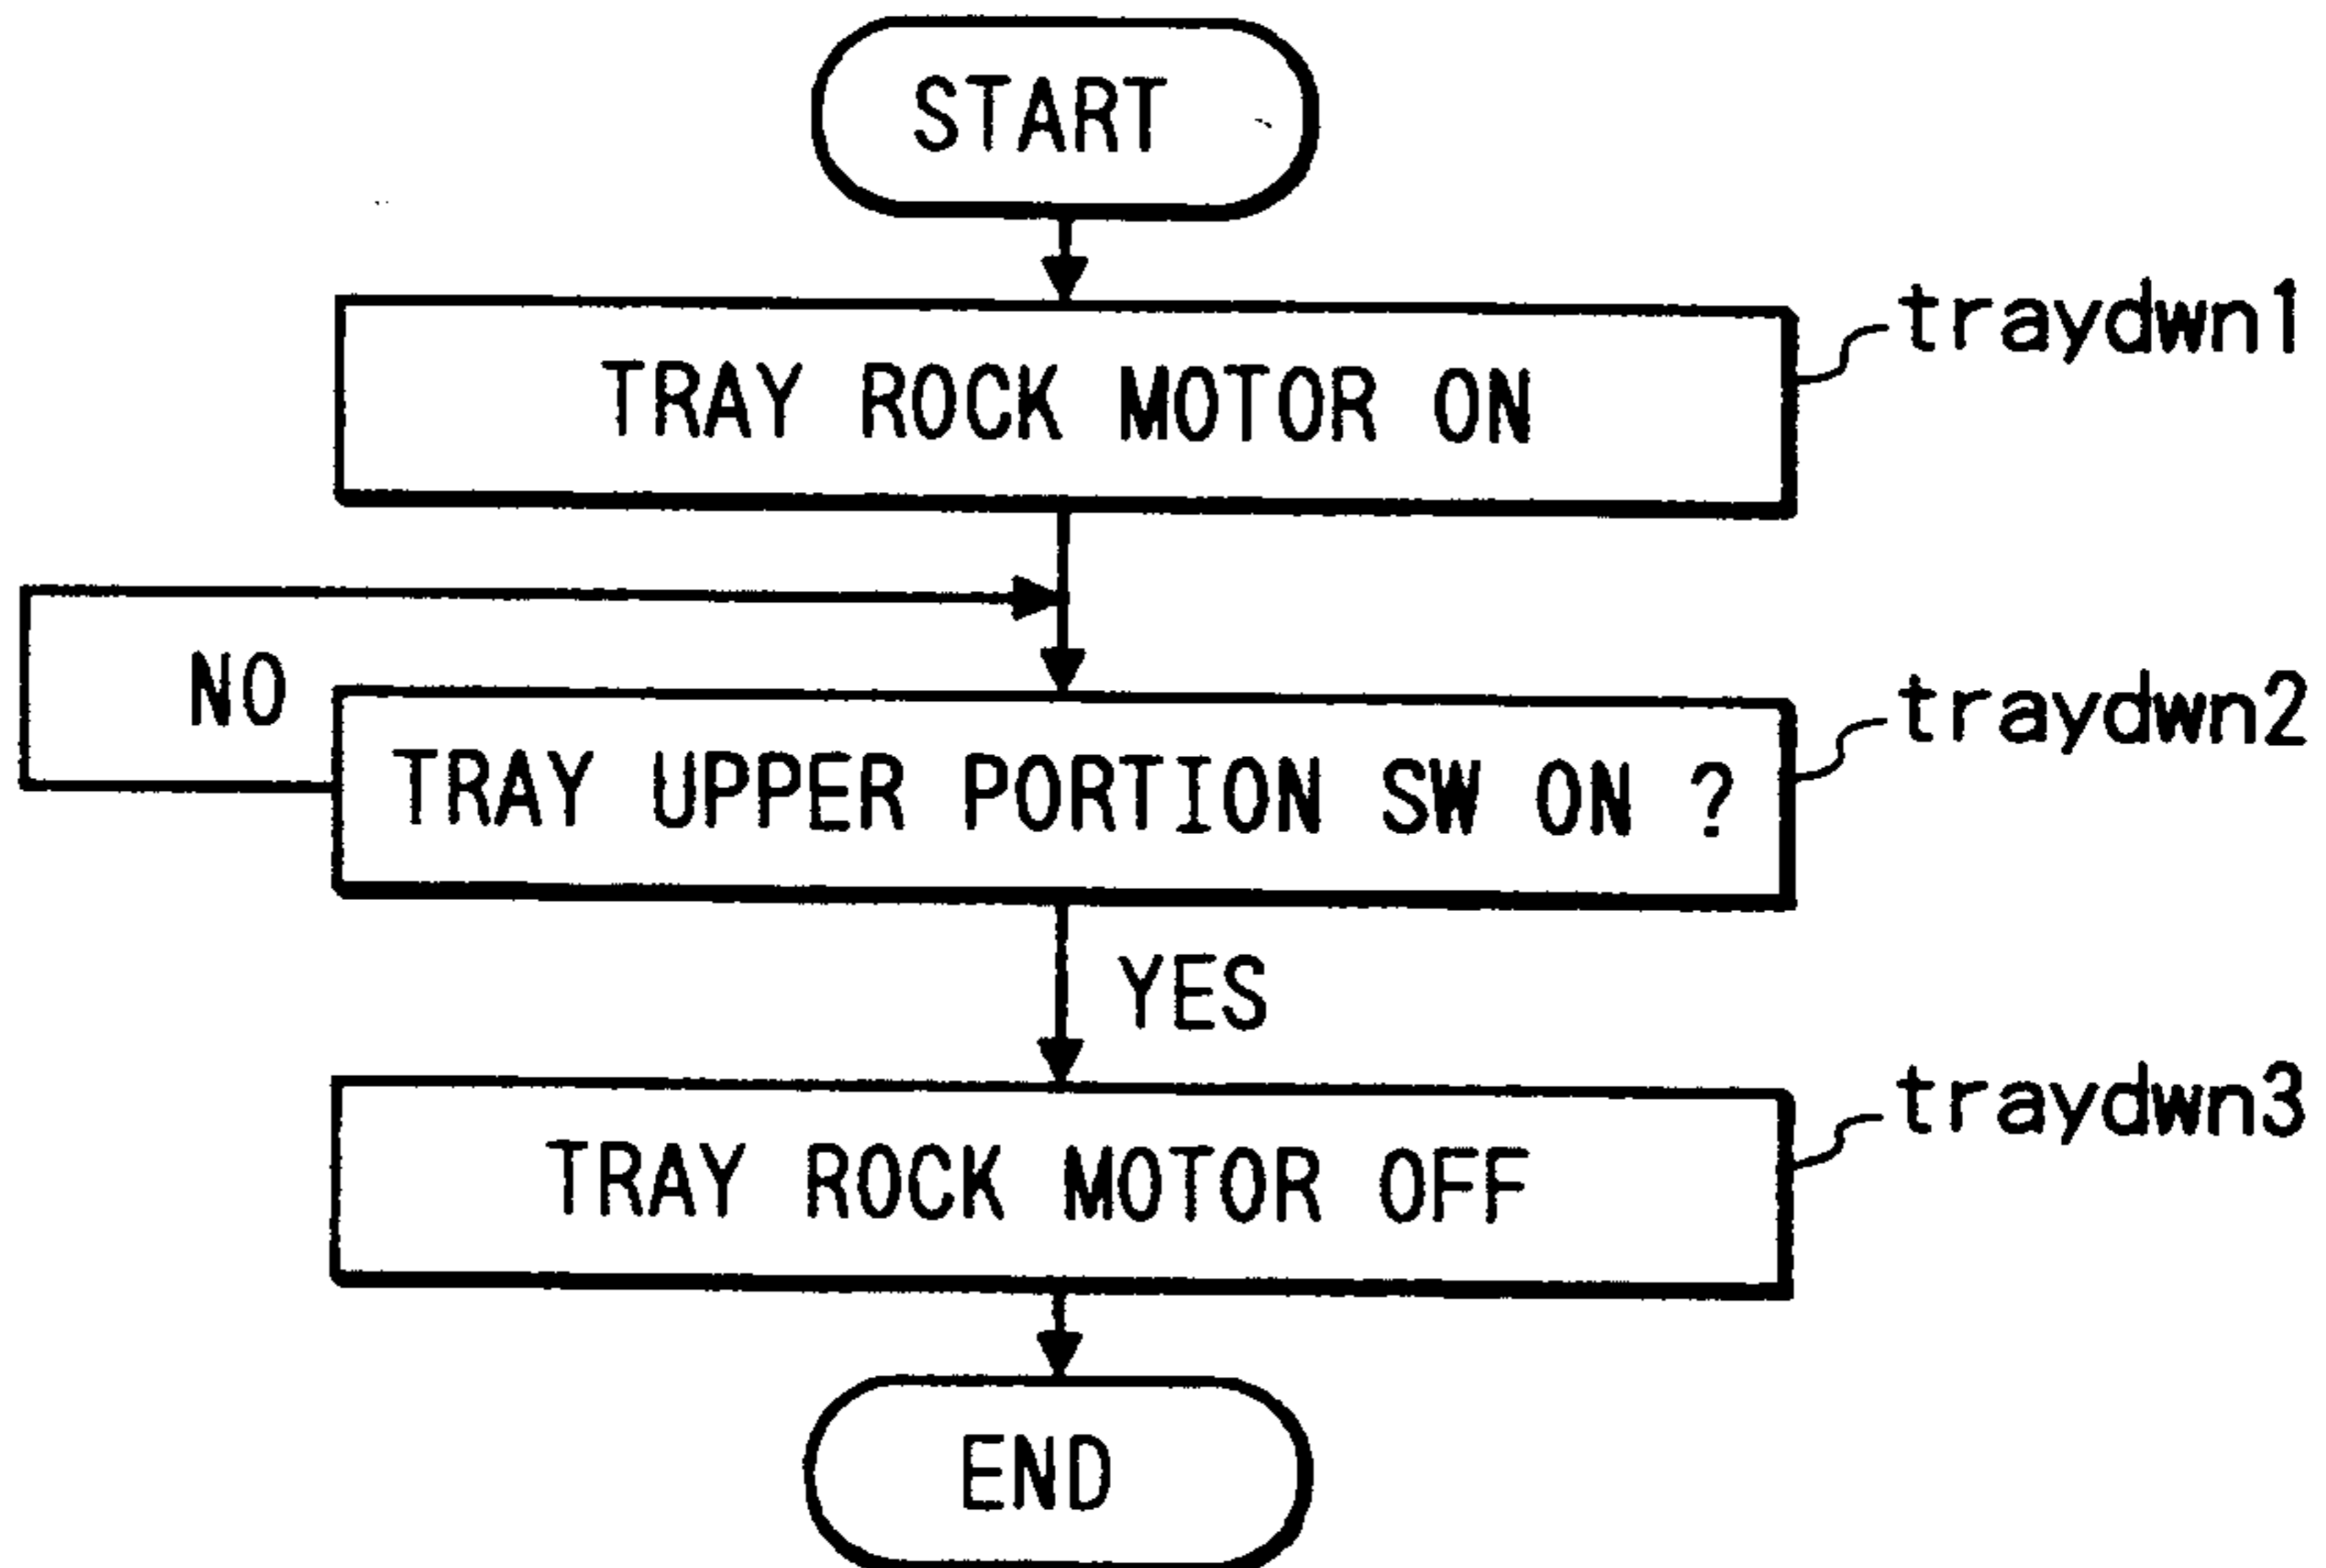 START
TRAY ROCK MOTOR ON
traydwn1
NO
TRAY UPPER PORTION SW ON ?
traydwn2
YES
TRAY ROCK MOTOR OFF
traydwn3
END